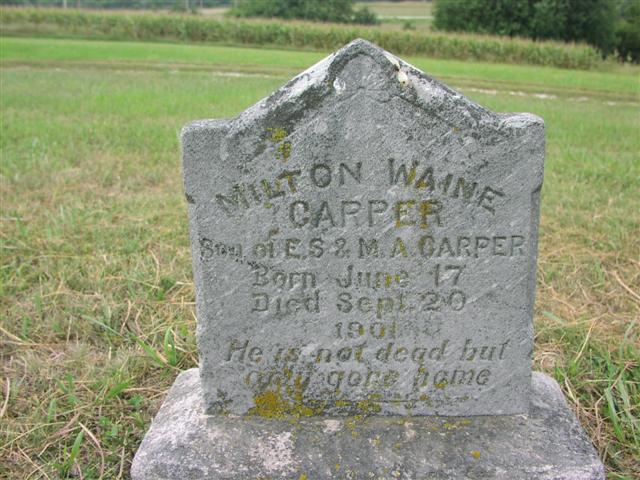 MILTON WAINE
CARPER
Son of E.S & M.A. CARPER
Born June 17
Died Sept. 20
1901
He is not dead but
only gone home